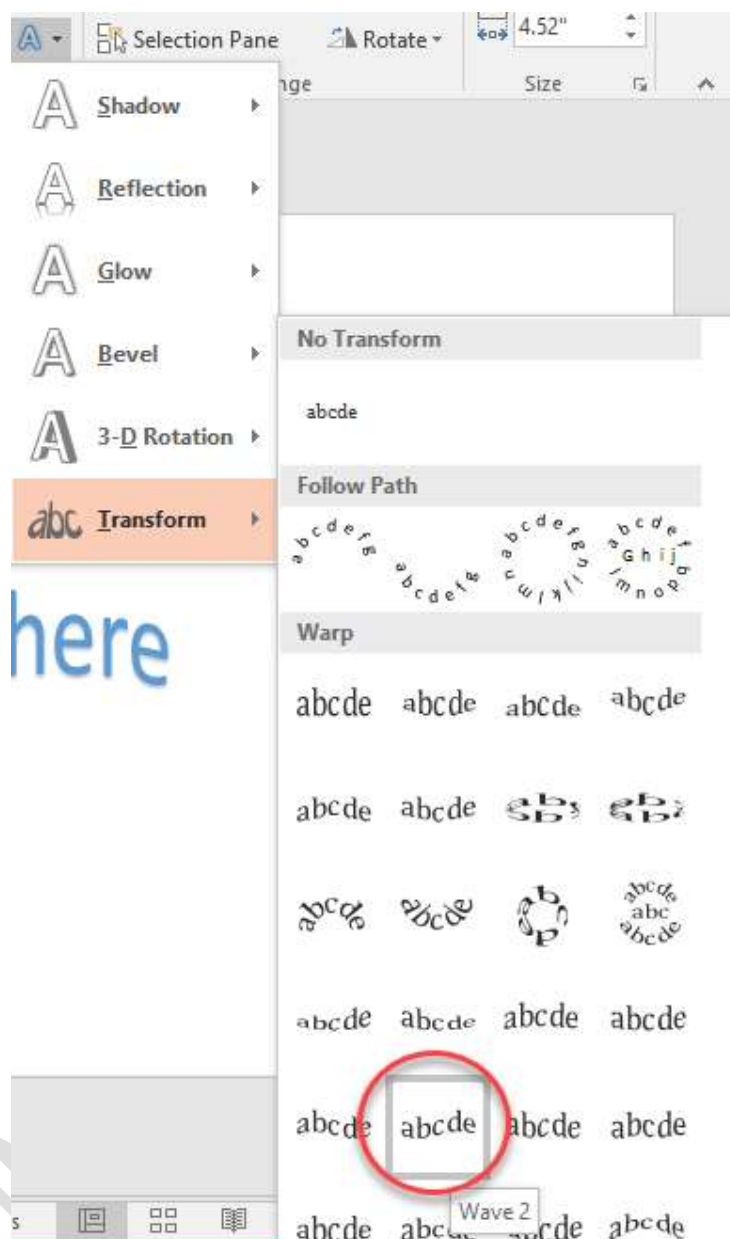 Selection Pane
Rotate
4.52"
Size
Shadow
Reflection
Glow
Bevel
3-D Rotation
abc Transform
No Transform
abcde
Follow Path
here
Warp
abcde abcde abcde abcde
abcde abcde
abcde abcde
abcde abcde abcde abcde
abcde abcde abcde abcde
Wave 2
abcde abcde